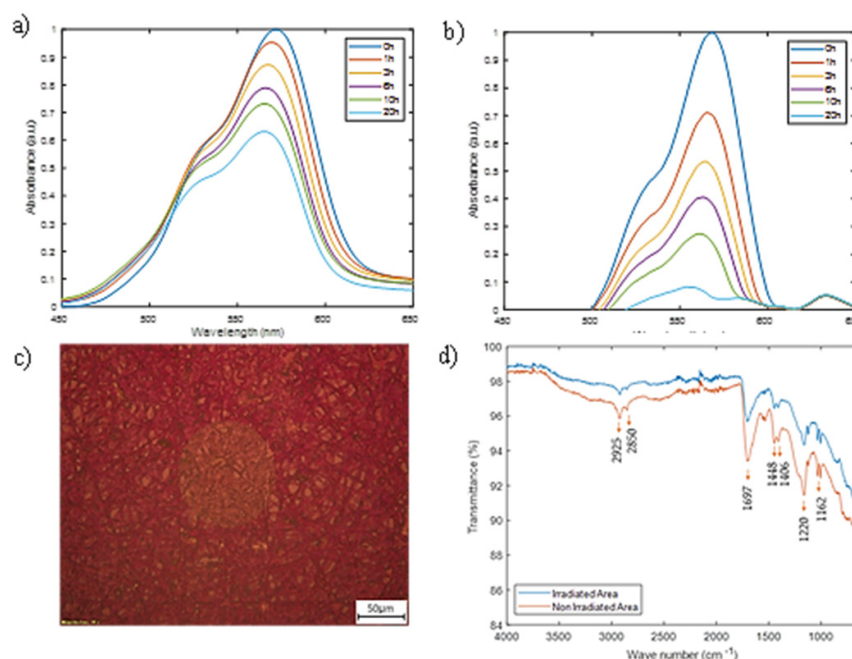 a)
1
0.9
0.8
0.7
0.6
0.5
0.4
0.3
0.2
0.1
0
450 500 550 600 650
Wavelength (nm)
Absorbance (a.u)
0h
1h
3h
6h
10h
20h
b)
1
0.9
0.8
0.7
0.6
0.5
0.4
0.3
0.2
0.1
0
450 500 550 600
Absorbance (a.u)
0h
1h
3h
6h
10h
20h
c)
50µm
d)
100
98
96
94
92
90
88
86
84
4000 3500 3000 2500 2000 1500 1000
Wave number (cm-1)
Transmittance (%)
2925
2850
1697
1448
1406
1220
1162
Irradiated Area
Non Irradiated Area